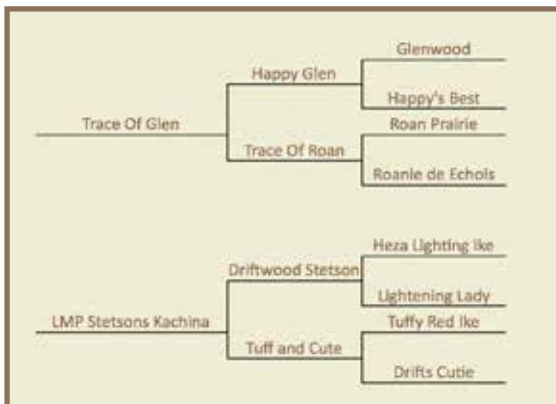 Glenwood
Happy Glen
Happy's Best
Trace Of Glen
Roan Prairie
Trace Of Roan
Roanie de Echols
Heza Lighting Ike
Driftwood Stetson
Lightening Lady
LMP Stetsons Kachina
Tuffy Red Ike
Tuff and Cute
Drifts Cutie